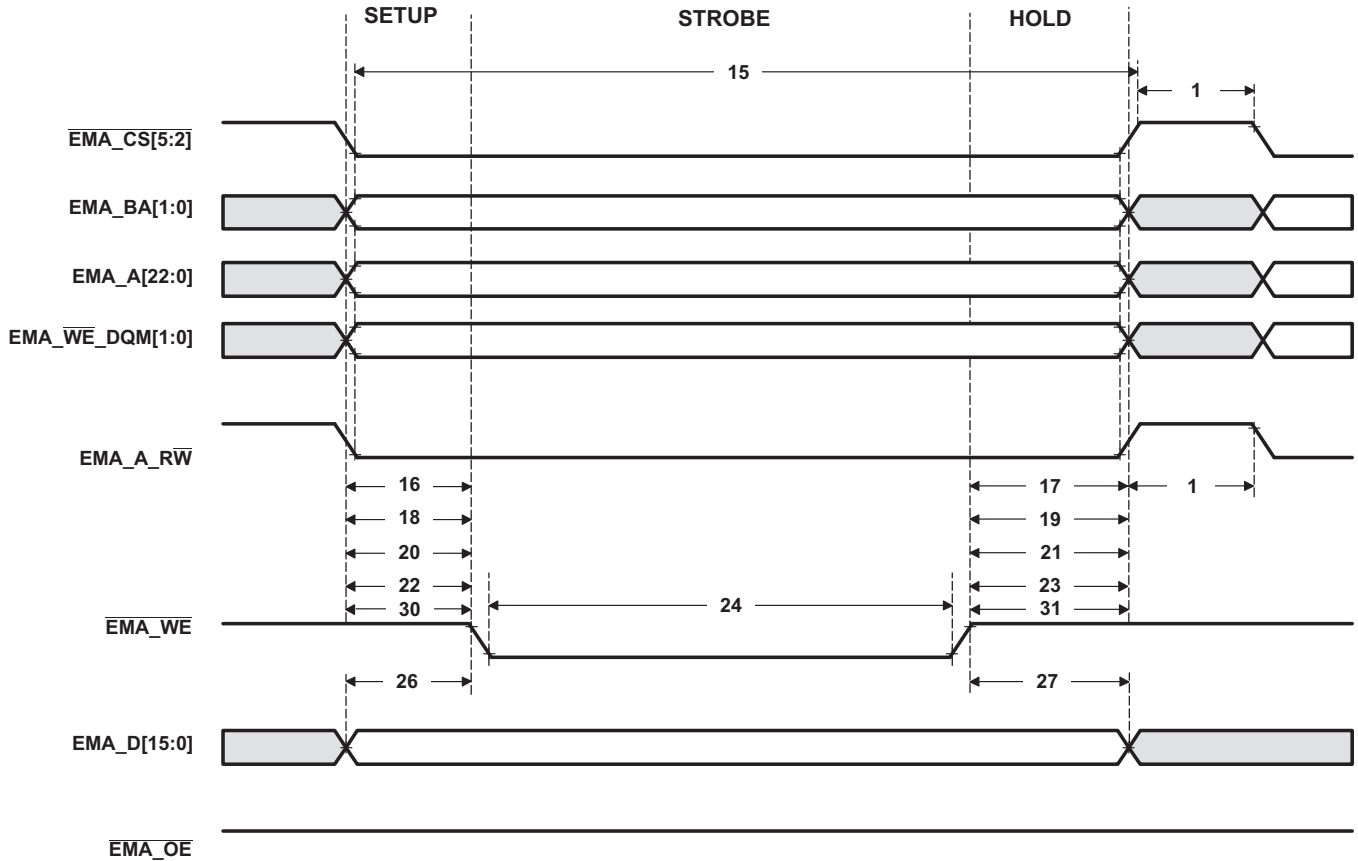 SETUP STROBE HOLD
15
1
EMA_CS[5:2]
EMA_BA[1:0]
EMA_A[22:0]
EMA_WE_DQM[1:0]
EMA_A_RW
16 17 1
18 19
20 21
22 23
24
30 31
EMA_WE
26 27
EMA_D[15:0]
EMA_OE